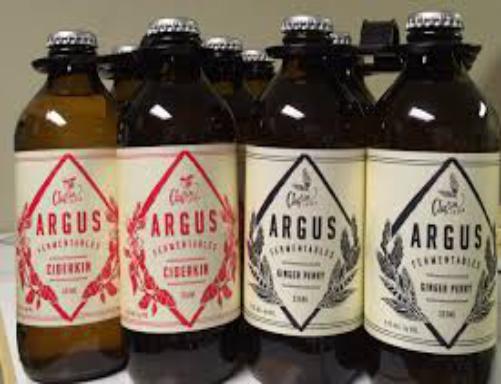 ARGUS
FERMENTABLES
CIDERKIN
ARGUS
FERMENTABLES
CIDERKIN
ARGUS
FERMENTABLES
GINGER PERRY
ARGUS
FERMENTABLES
GINGER PERRY